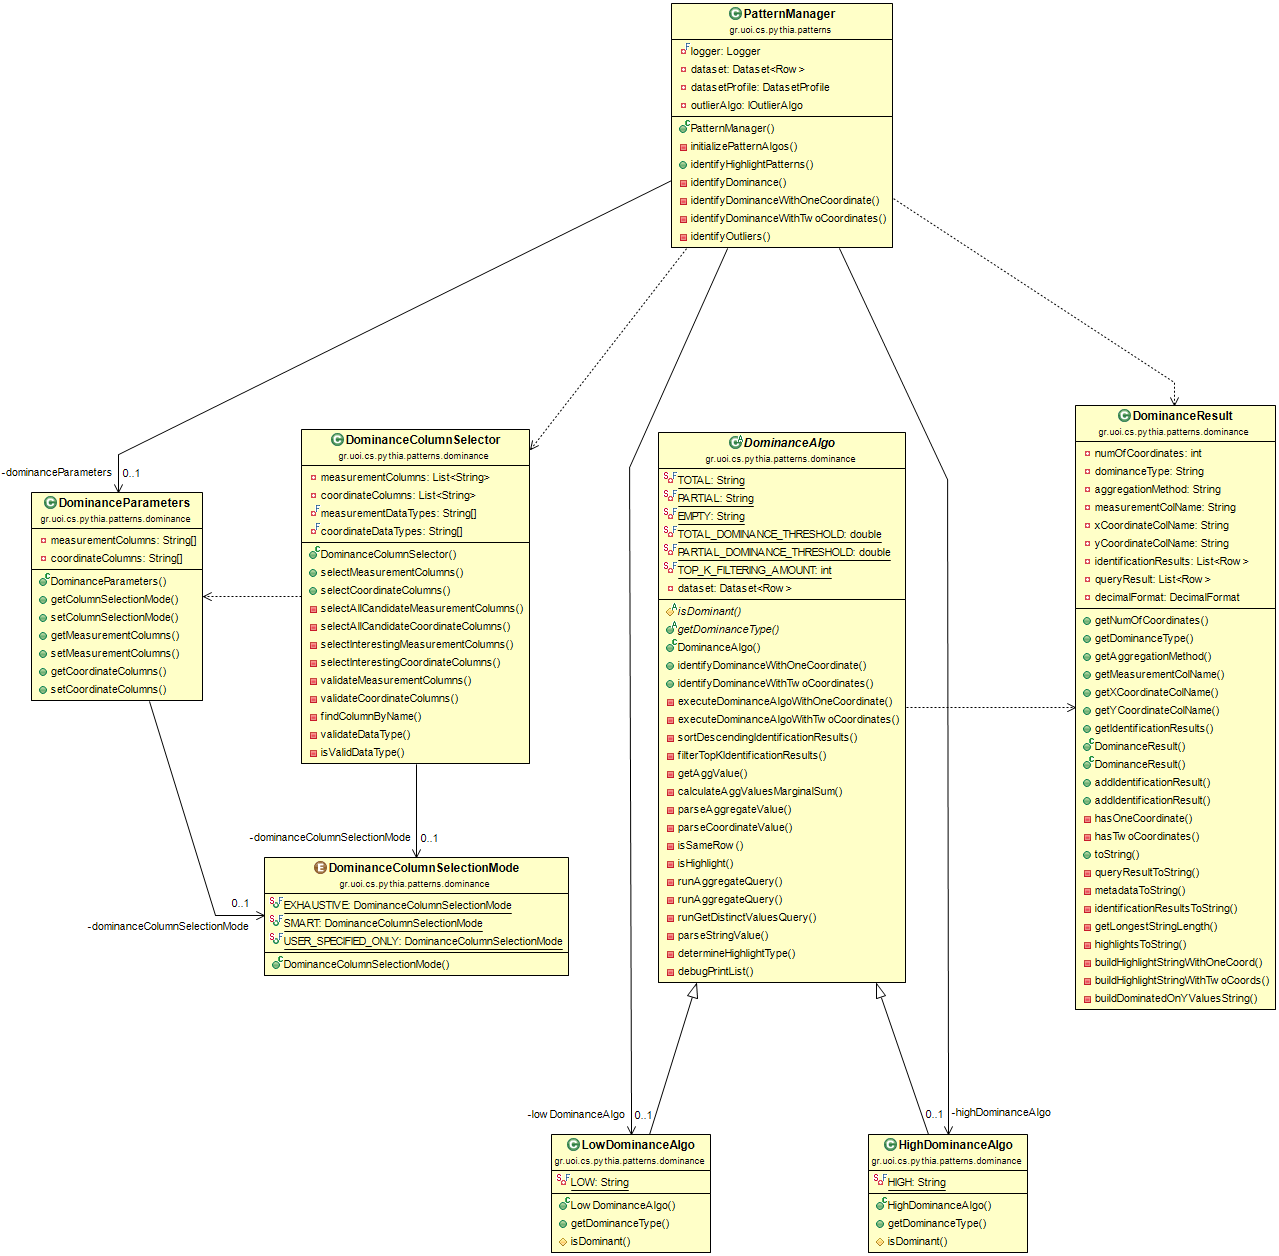 PatternManager
gr.uoi.cs.pythia.patterns
logger: Logger
dataset: Dataset<Row>
datasetProfile: DatasetProfile
outlierAlgo: IOutlierAlgo
PatternManager()
initializePatternAlgos()
identifyHighlightPatterns()
identifyDominance()
identifyDominanceWithOneCoordinate()
identifyDominanceWithTwoCoordinates()
identifyOutliers()
-dominanceParameters
0..1
DominanceParameters
gr.uoi.cs.pythia.patterns.dominance
measurementColumns: String[]
coordinateColumns: String[]
DominanceParameters()
getColumnSelectionMode()
setColumnSelectionMode()
getMeasurementColumns()
setMeasurementColumns()
getCoordinateColumns()
setCoordinateColumns()
DominanceColumnSelector
gr.uoi.cs.pythia.patterns.dominance
measurementColumns: List<String>
coordinateColumns: List<String>
measurementDataTypes: String[]
coordinateDataTypes: String[]
DominanceColumnSelector()
selectMeasurementColumns()
selectCoordinateColumns()
selectAllCandidateMeasurementColumns()
selectAllCandidateCoordinateColumns()
selectInterestingMeasurementColumns()
selectInterestingCoordinateColumns()
validateMeasurementColumns()
validateCoordinateColumns()
findColumnByName()
validateDataType()
isValidDataType()
DominanceAlgo
gr.uoi.cs.pythia.patterns.dominance
TOTAL: String
PARTIAL: String
EMPTY: String
TOTAL_DOMINANCE_THRESHOLD: double
PARTIAL_DOMINANCE_THRESHOLD: double
TOP_K_FILTERING_AMOUNT: int
dataset: Dataset<Row>
isDominant()
getDominanceType()
DominanceAlgo()
identifyDominanceWithOneCoordinate()
identifyDominanceWithTwoCoordinates()
executeDominanceAlgoWithOneCoordinate()
executeDominanceAlgoWithTwoCoordinates()
sortDescendingIdentificationResults()
filterTopKIdentificationResults()
getAggValue()
calculateAggValuesMarginalSum()
parseAggregateValue()
parseCoordinateValue()
isSameRow()
isHighlight()
runAggregateQuery()
runAggregateQuery()
runGetDistinctValuesQuery()
parseStringValue()
determineHighlightType()
debugPrintList()
DominanceResult
gr.uoi.cs.pythia.patterns.dominance
numOfCoordinates: int
dominanceType: String
aggregationMethod: String
measurementColName: String
xCoordinateColName: String
yCoordinateColName: String
identificationResults: List<Row>
queryResult: List<Row>
decimalFormat: DecimalFormat
getNumOfCoordinates()
getDominanceType()
getAggregationMethod()
getMeasurementColName()
getXCoordinateColName()
getYCoordinateColName()
getIdentificationResults()
DominanceResult()
DominanceResult()
addIdentificationResult()
addIdentificationResult()
hasOneCoordinate()
hasTwoCoordinates()
toString()
queryResultToString()
metadataToString()
identificationResultsToString()
getLongestStringLength()
highlightsToString()
buildHighlightStringWithOneCoord()
buildHighlightStringWithTwoCoords()
buildDominatedOnYValuesString()
-dominanceColumnSelectionMode
0..1
0..1
-dominanceColumnSelectionMode
DominanceColumnSelectionMode
gr.uoi.cs.pythia.patterns.dominance
EXHAUSTIVE: DominanceColumnSelectionMode
SMART: DominanceColumnSelectionMode
USER_SPECIFIED_ONLY: DominanceColumnSelectionMode
DominanceColumnSelectionMode()
-lowDominanceAlgo
0..1
0..1
-highDominanceAlgo
LowDominanceAlgo
gr.uoi.cs.pythia.patterns.dominance
LOW: String
LowDominanceAlgo()
getDominanceType()
isDominant()
HighDominanceAlgo
gr.uoi.cs.pythia.patterns.dominance
HIGH: String
HighDominanceAlgo()
getDominanceType()
isDominant()